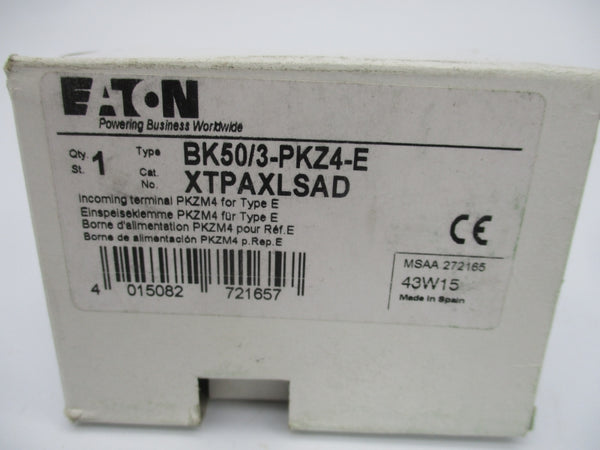 EATON
Powering Business Worldwide
Qty. 1 Type BK50/3-PKZ4-E
St. Cat. No. XTPAXLSAD
Incoming terminal PKZM4 for Type E
Einspeiseklemme PKZM4 für Type E
Borne d'alimentation PKZM4 pour Réf.E
Borne de alimentación PKZM4 p.Rep.E
CE
MSAA 272165
43W15
Made in Spain
4 015082 721657